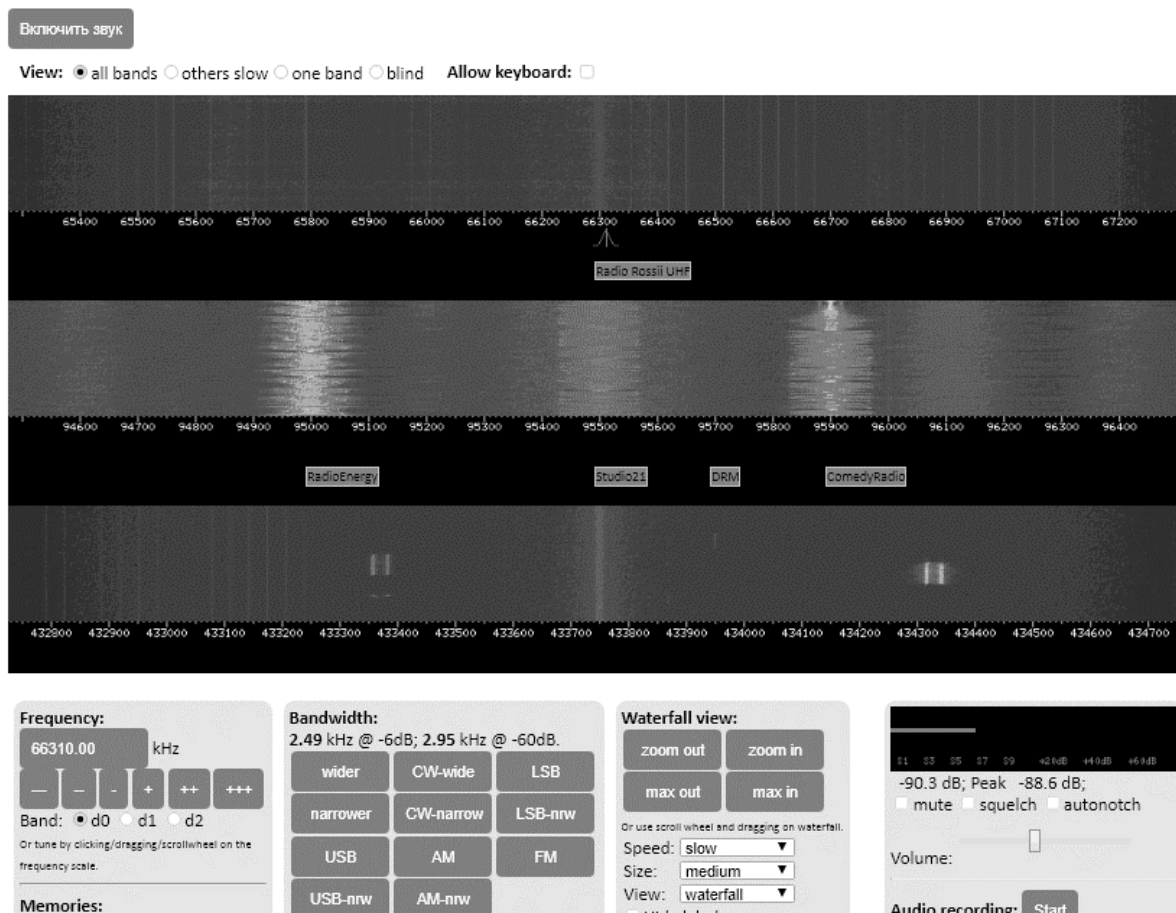 Включить звук
View: all bands others slow one band blind Allow keyboard:
65400 65500 65600 65700 65800 65900 66000 66100 66200 66300 66400 66500 66600 66700 66800 66900 67000 67100 67200
Radio Rossii UHF
94600 94700 94800 94900 95000 95100 95200 95300 95400 95500 95600 95700 95800 95900 96000 96100 96200 96300 96400
RadioEnergy Studio21 DRM ComedyRadio
432800 432900 433000 433100 433200 433300 433400 433500 433600 433700 433800 433900 434000 434100 434200 434300 434400 434500 434600 434700
Frequency:
66310.00 kHz
--- -- - + ++ +++
Band: d0 d1 d2
Or tune by clicking/dragging/scrollwheel on the
frequency scale.
Memories:
Bandwidth:
2.49 kHz @ -6dB; 2.95 kHz @ -60dB.
wider CW-wide LSB
narrower CW-narrow LSB-nrw
USB AM FM
USB-nrw AM-nrw
Waterfall view:
zoom out zoom in
max out max in
Or use scroll wheel and dragging on waterfall.
Speed: slow
Size: medium
View: waterfall
S1 S3 S5 S7 S9 +20dB +40dB +60dB
-90.3 dB; Peak -88.6 dB;
mute squelch autonotch
Volume:
Audio recording: Start